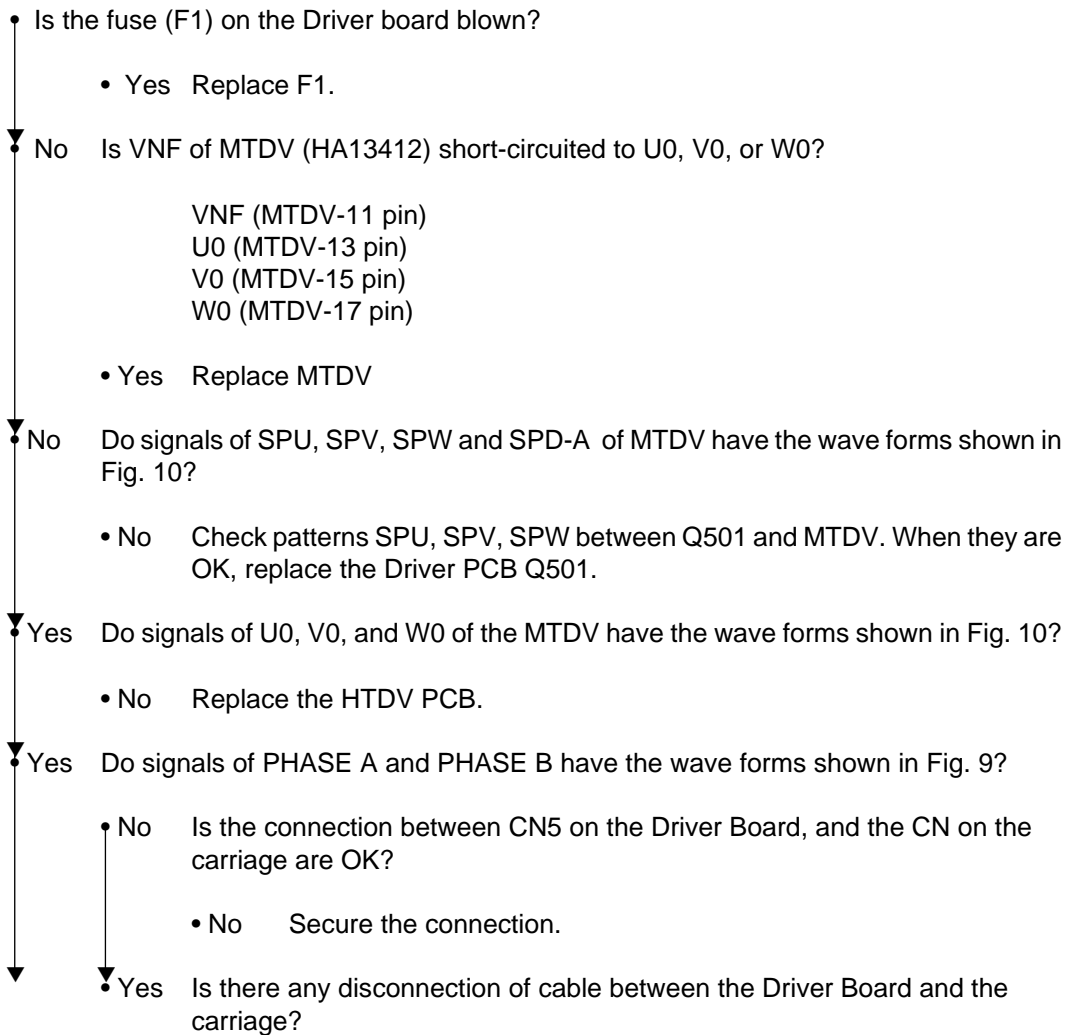 • Is the fuse (F1) on the Driver board blown?
• Yes Replace F1.
• No Is VNF of MTDV (HA13412) short-circuited to U0, V0, or W0?
VNF (MTDV-11 pin)
U0 (MTDV-13 pin)
V0 (MTDV-15 pin)
W0 (MTDV-17 pin)
• Yes Replace MTDV
• No Do signals of SPU, SPV, SPW and SPD-A of MTDV have the wave forms shown in
Fig. 10?
• No Check patterns SPU, SPV, SPW between Q501 and MTDV. When they are
OK, replace the Driver PCB Q501.
• Yes Do signals of U0, V0, and W0 of the MTDV have the wave forms shown in Fig. 10?
• No Replace the HTDV PCB.
• Yes Do signals of PHASE A and PHASE B have the wave forms shown in Fig. 9?
• No Is the connection between CN5 on the Driver Board, and the CN on the
carriage are OK?
• No Secure the connection.
• Yes Is there any disconnection of cable between the Driver Board and the
carriage?